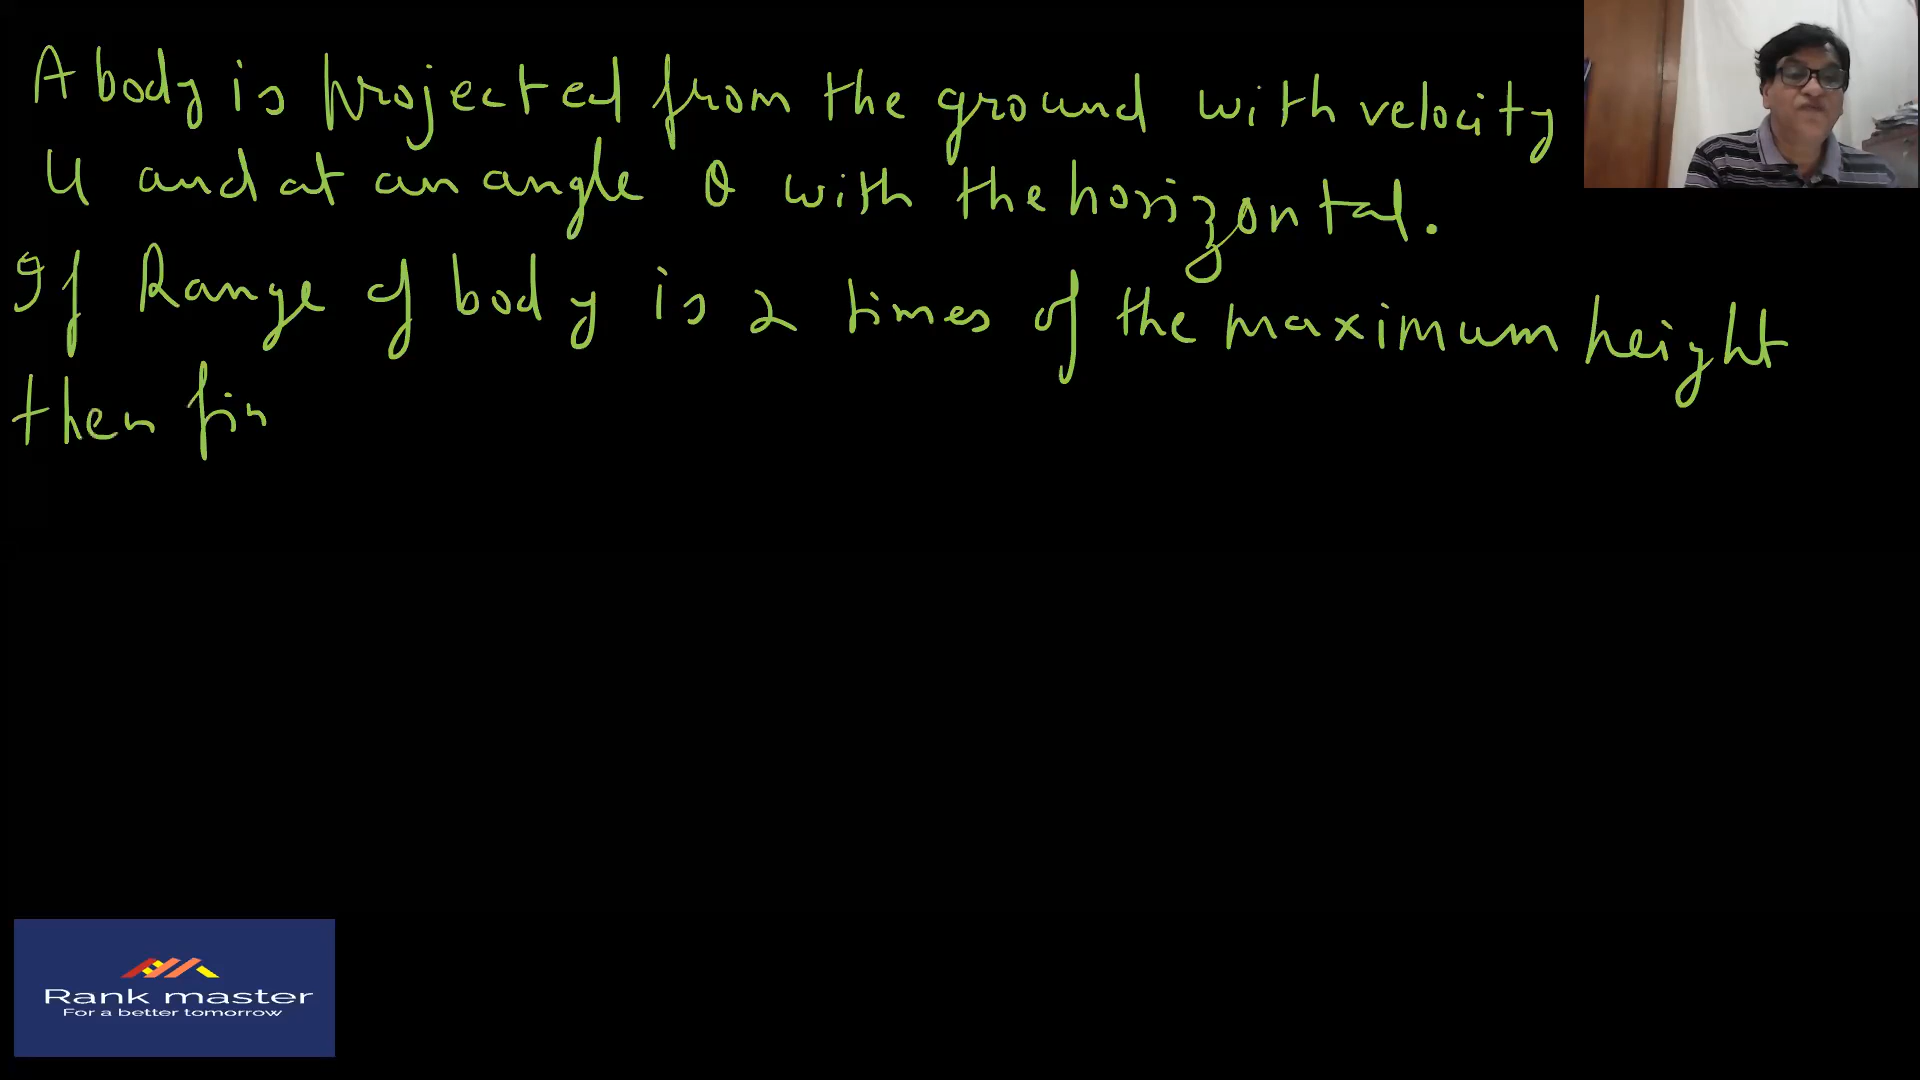 A body is projected from the ground with velocity
u and at an angle θ with the horizontal.
If Range of body is 2 times of the maximum height
then fin
Rank master
For a better tomorrow